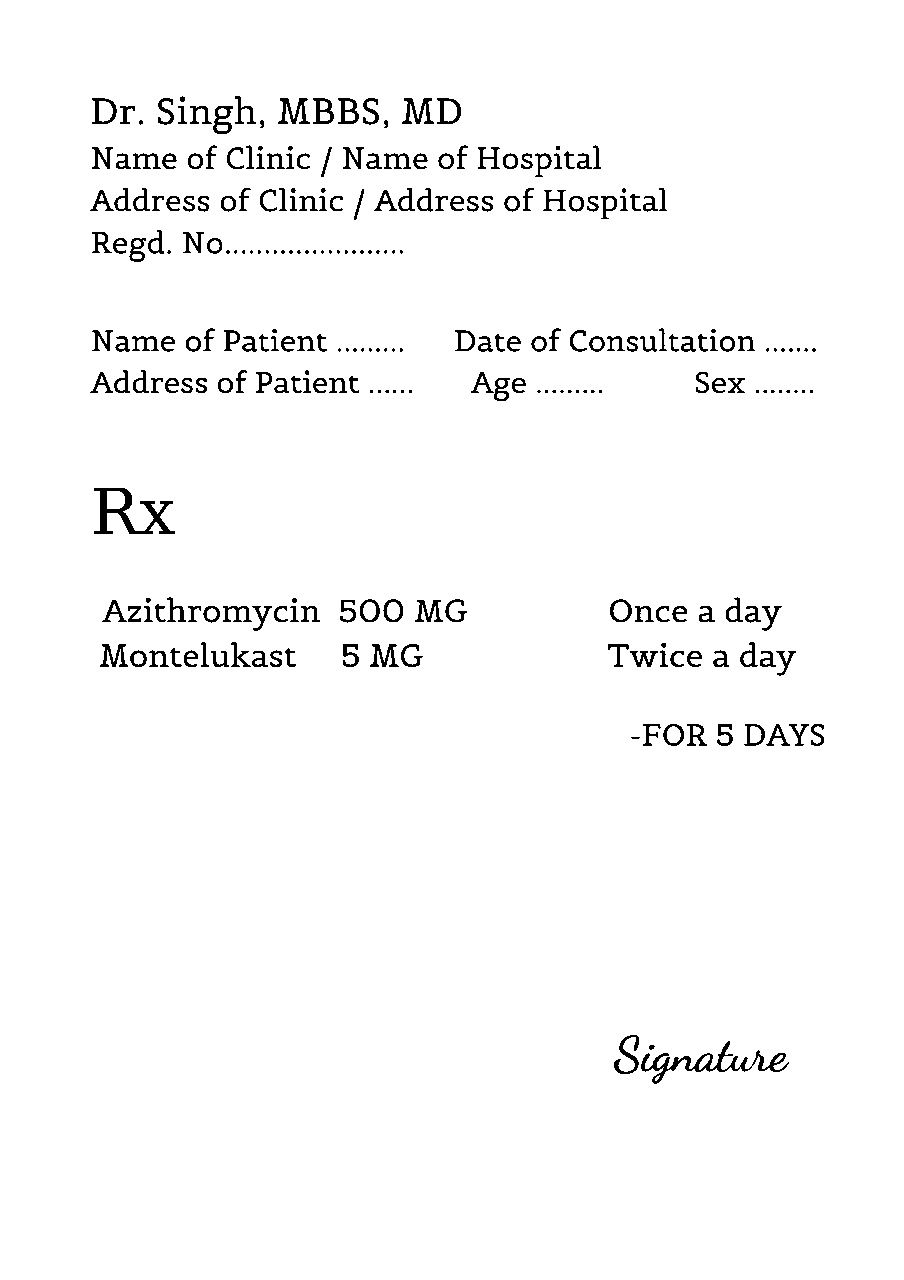 Dr. Singh, MBBS, MD
Name of Clinic / Name of Hospital
Address of Clinic / Address of Hospital
Regd. No.......................
Name of Patient ......... Date of Consultation .......
Address of Patient ...... Age ......... Sex ........
Rx
Azithromycin 500 MG Once a day
Montelukast 5 MG Twice a day
-FOR 5 DAYS
Signature